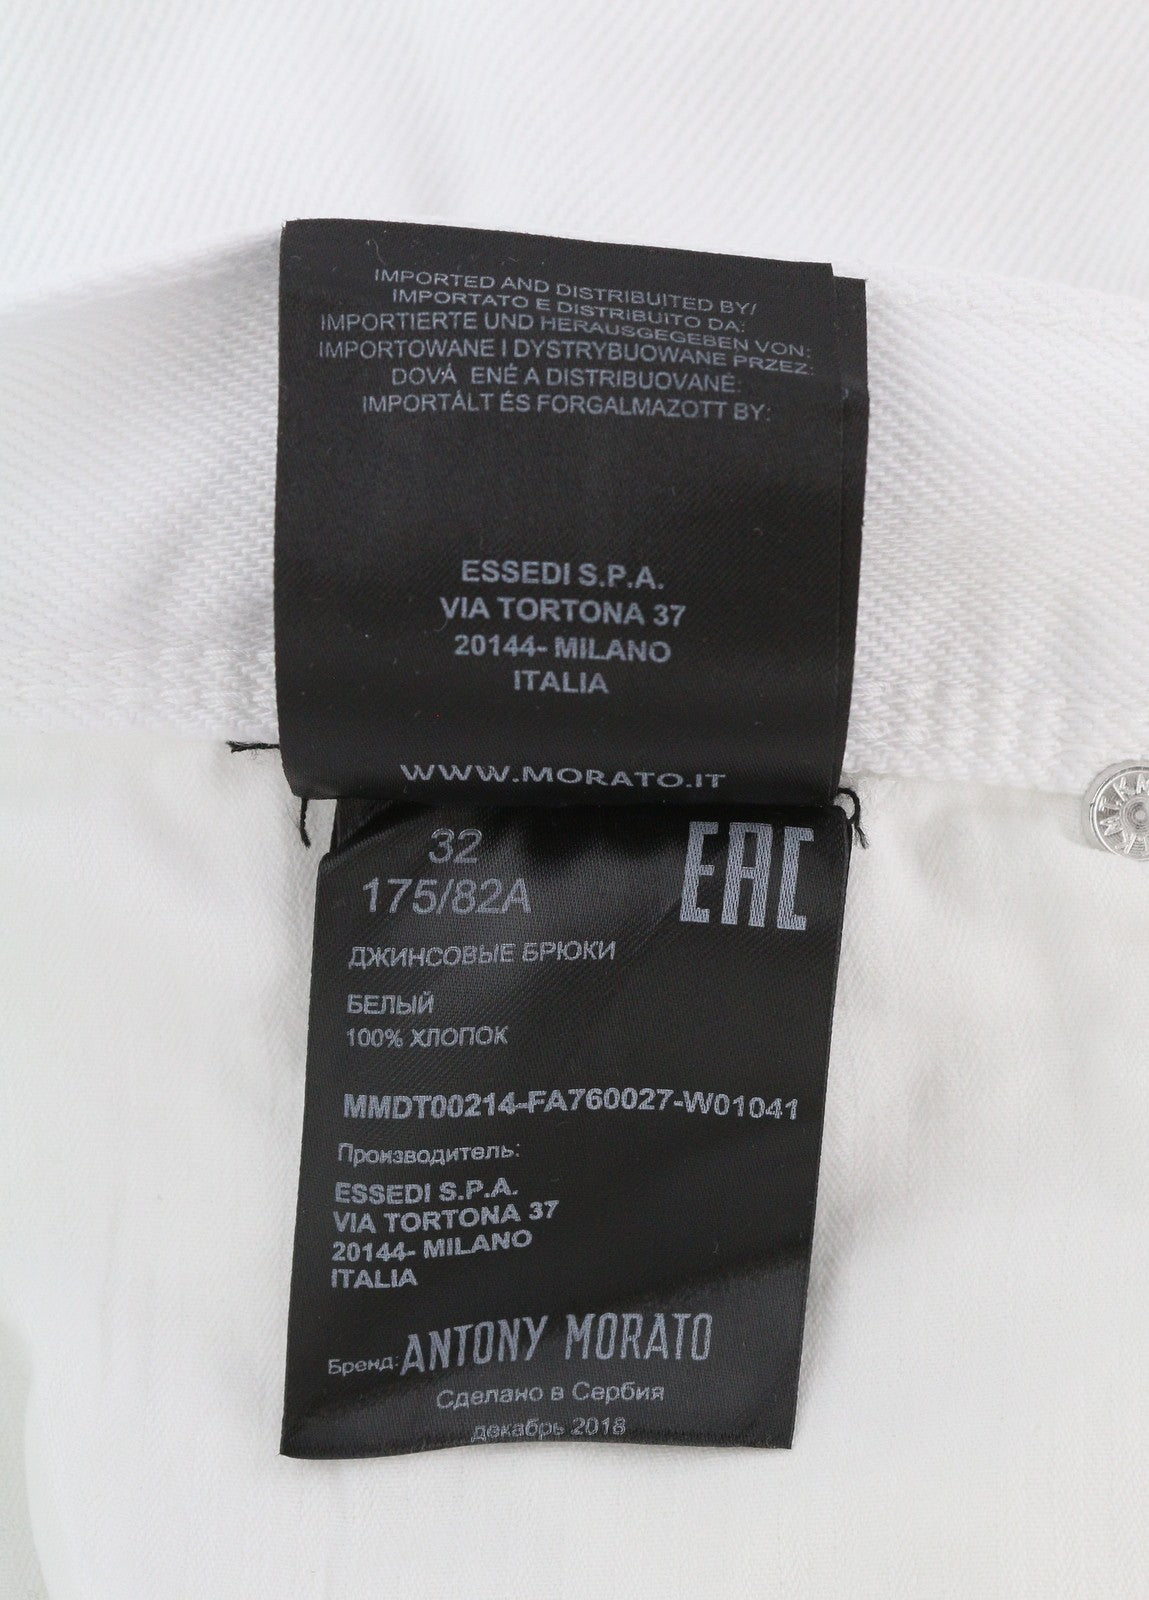 IMPORTED AND DISTRIBUITED BY/
IMPORTATO E DISTRIBUITO DA:
IMPORTIERTE UND HERAUSGEGEBEN VON:
IMPORTOWANE I DYSTRYBUOWANE PRZEZ:
DOVÁ ENÉ A DISTRIBUOVANÉ:
IMPORTÁLT ÉS FORGALMAZOTT BY:
ESSEDI S.P.A.
VIA TORTONA 37
20144- MILANO
ITALIA
WWW.MORATO.IT
32
175/82A
EAC
ДЖИНСОВЫЕ БРЮКИ
БЕЛЫЙ
100% ХЛОПОК
MMDT00214-FA760027-W01041
Производитель:
ESSEDI S.P.A.
VIA TORTONA 37
20144- MILANO
ITALIA
Бренд: ANTONY MORATO
Сделано в Сербия
декабрь 2018